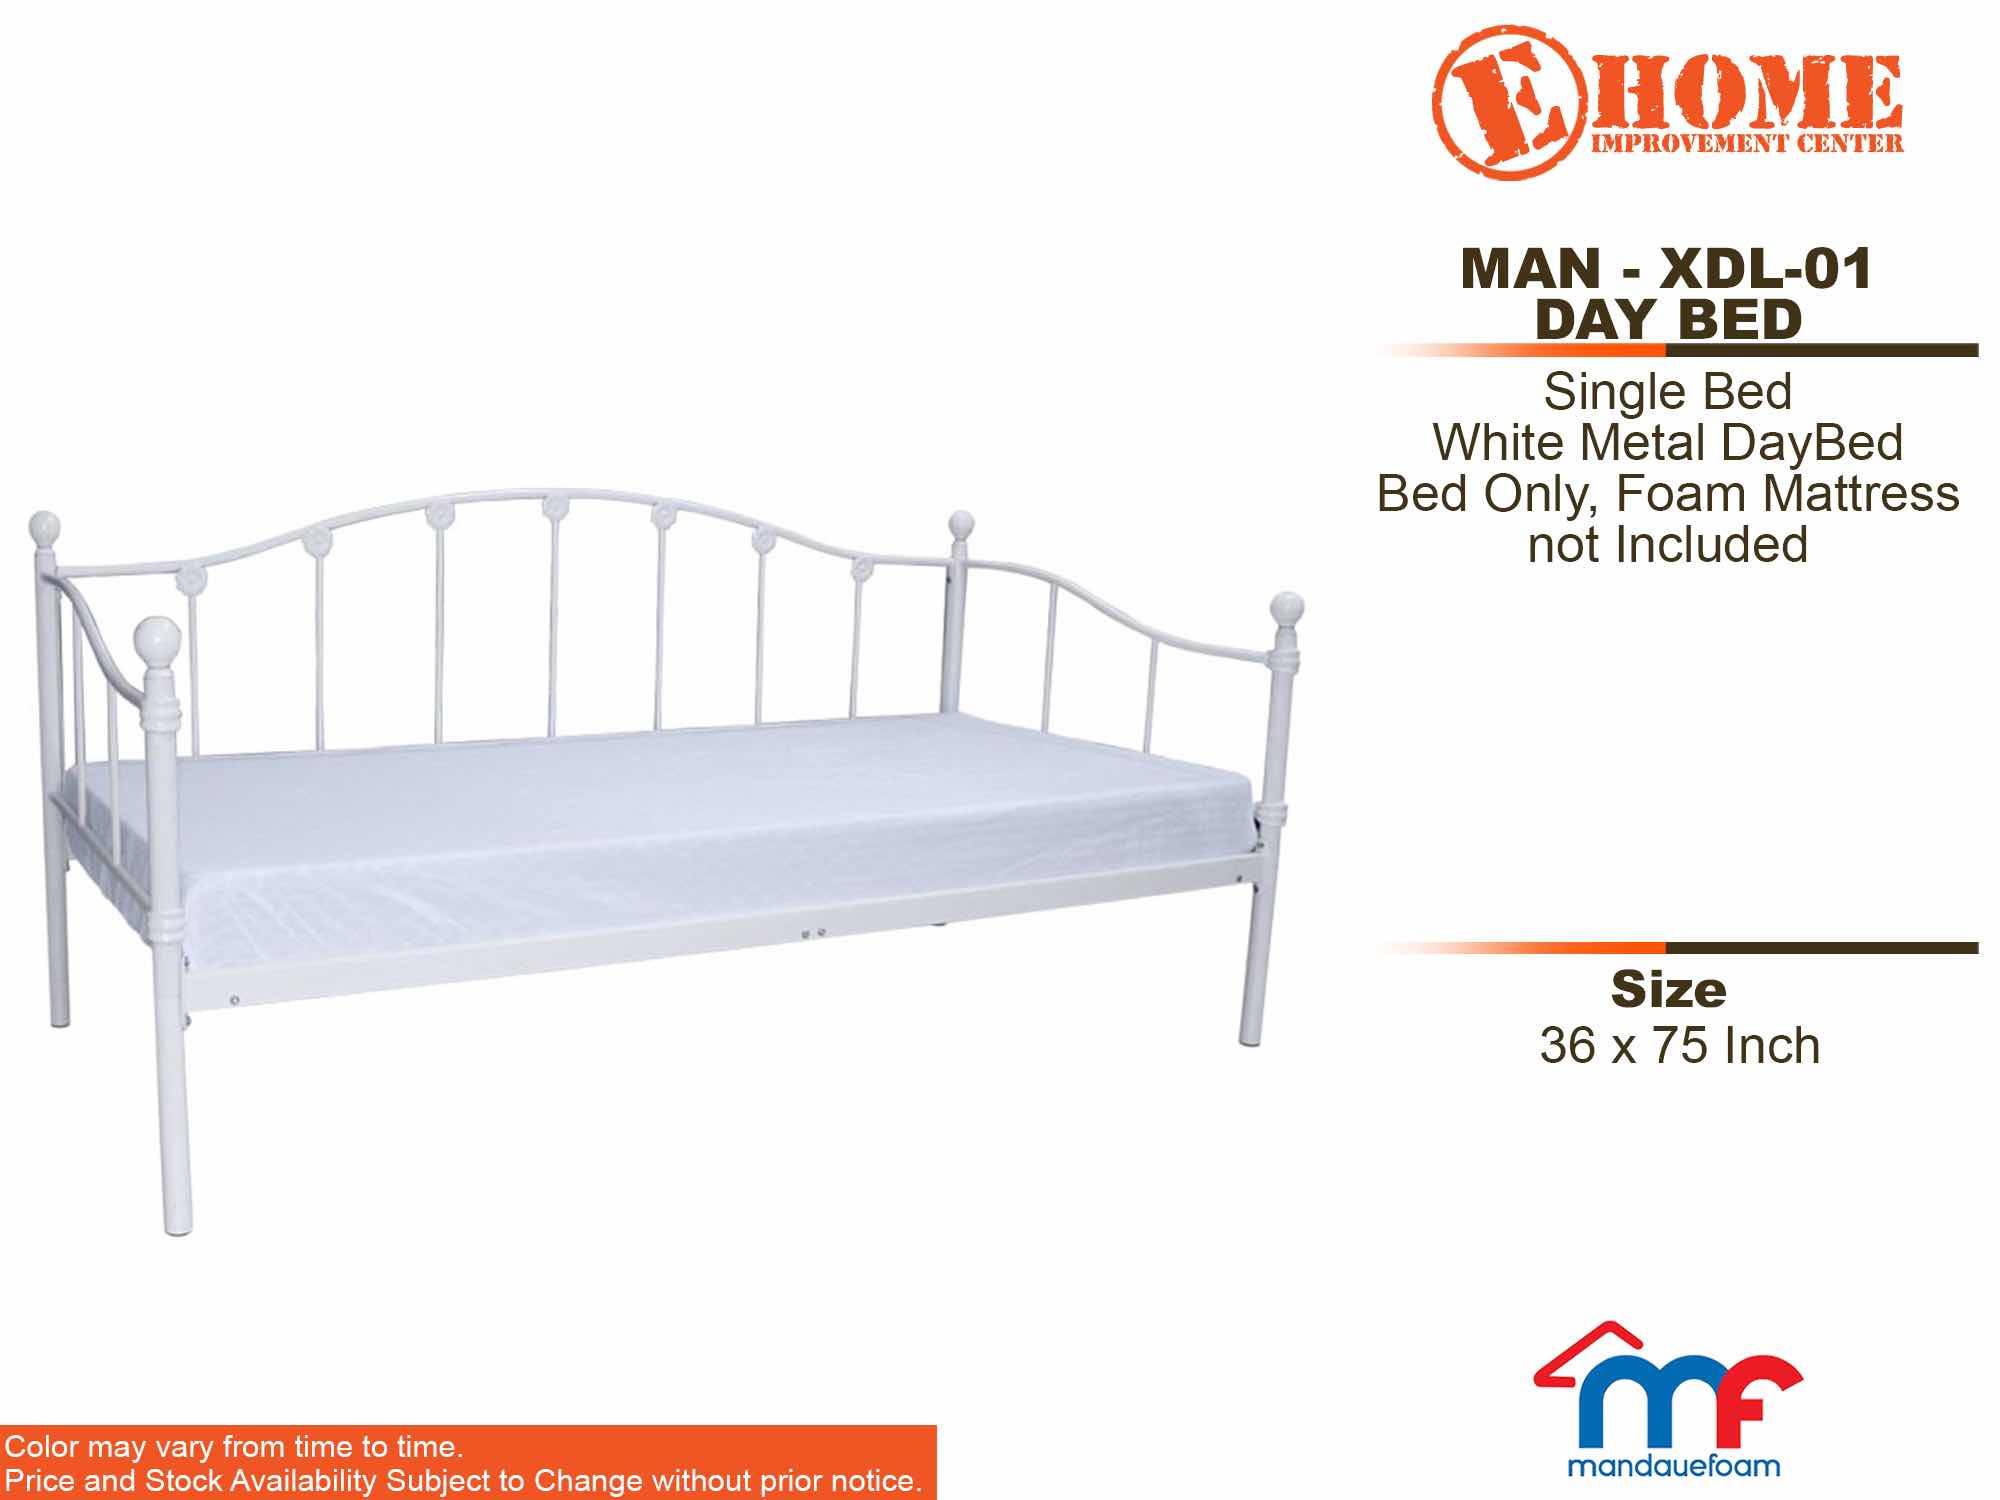 E HOME
IMPROVEMENT CENTER
MAN - XDL-01
DAY BED
Single Bed
White Metal DayBed
Bed Only, Foam Mattress
not Included
Size
36 x 75 Inch
mf
mandauefoam
Color may vary from time to time.
Price and Stock Availability Subject to Change without prior notice.